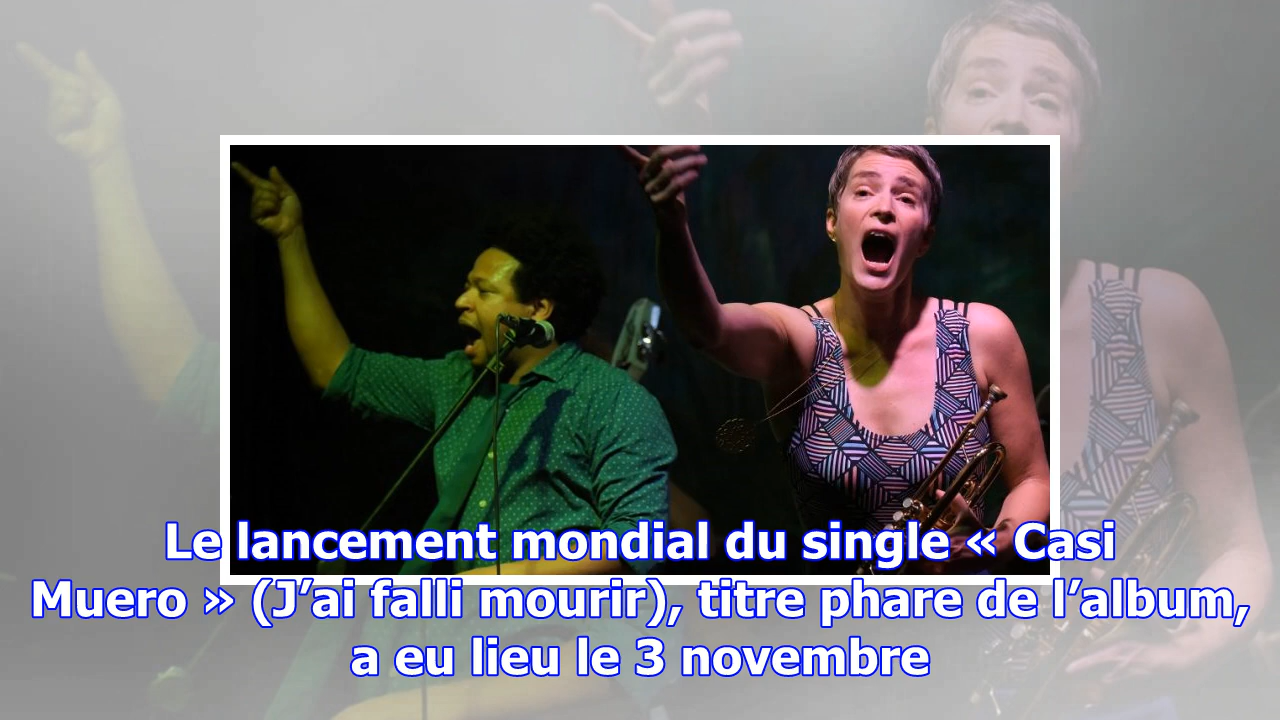 Le lancement mondial du single « Casi
Muero » (J’ai falli mourir), titre phare de l’album,
a eu lieu le 3 novembre